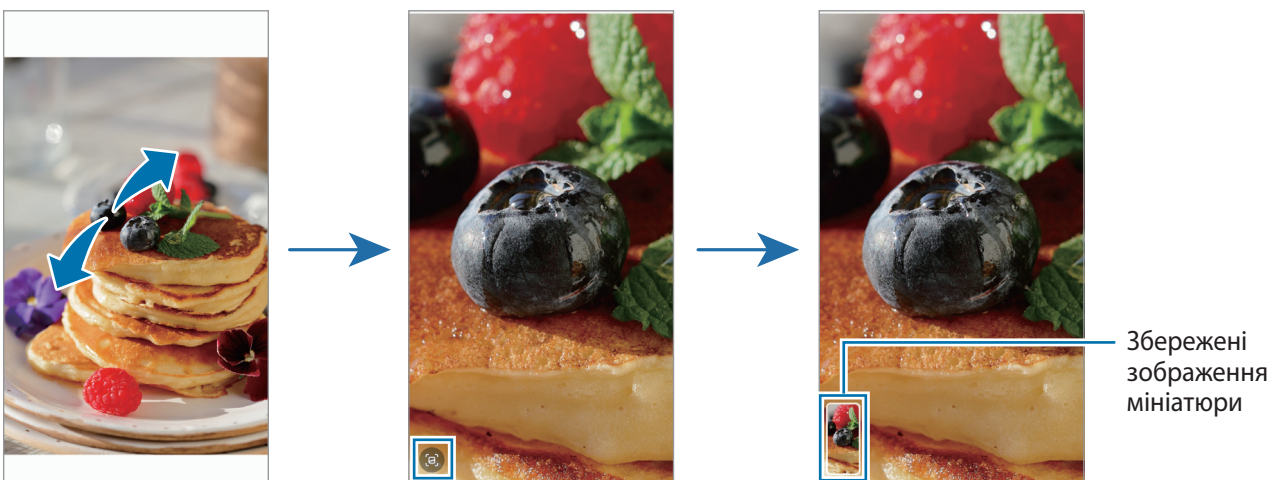 Збережені
зображення
мініатюри